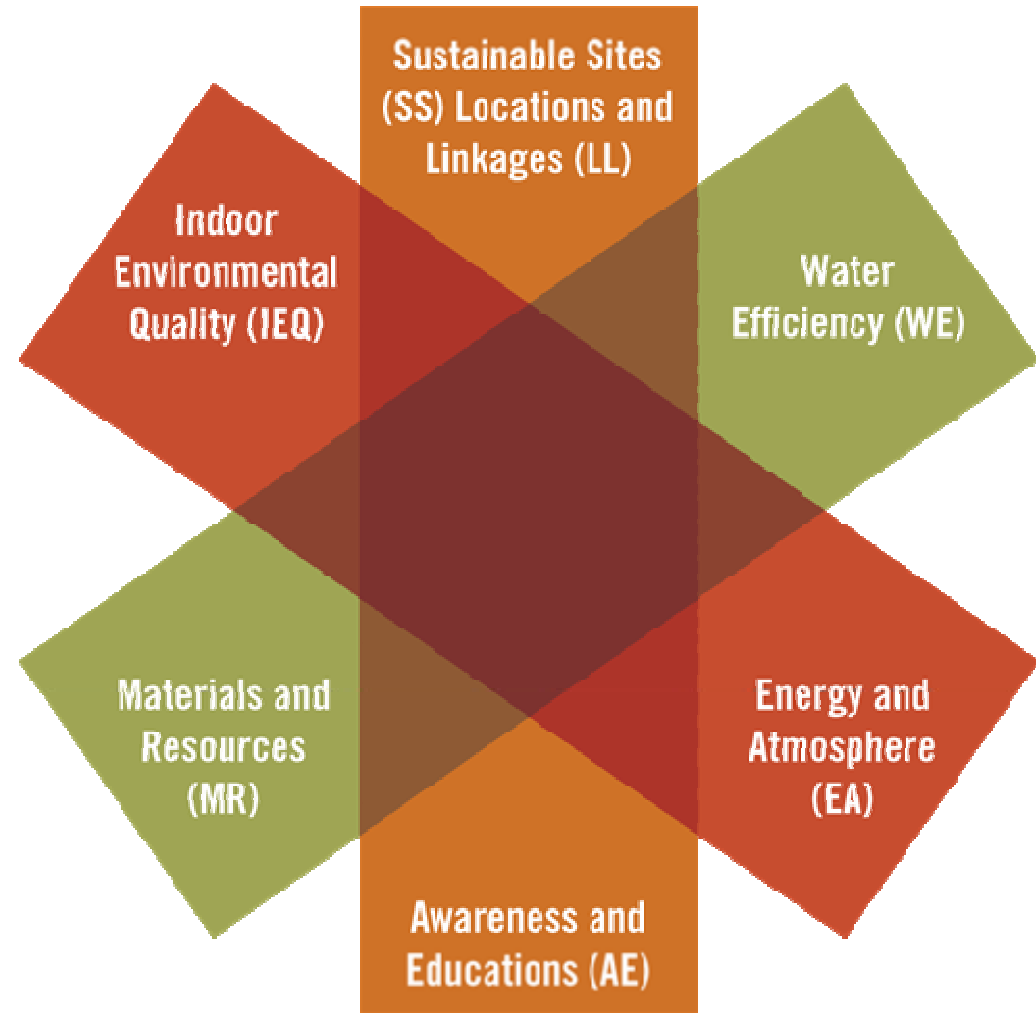 Sustainable Sites
(SS) Locations and
Linkages (LL)
Indoor
Environmental
Quality (IEQ)
Water
Efficiency (WE)
Materials and
Resources
(MR)
Energy and
Atmosphere
(EA)
Awareness and
Educations (AE)